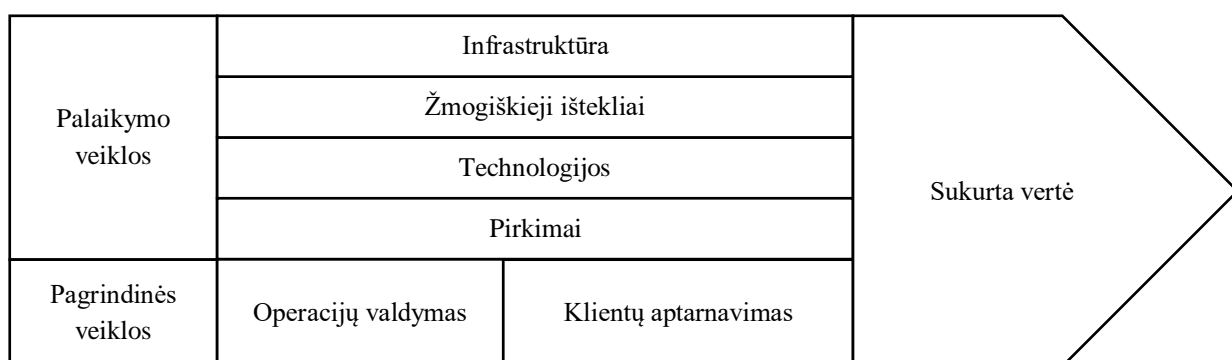 Infrastruktūra
Žmogiškieji ištekliai
Palaikymo
veiklos
Technologijos
Pirkimai
Sukurta vertė
Pagrindinės
veiklos
Operacijų valdymas
Klientų aptarnavimas